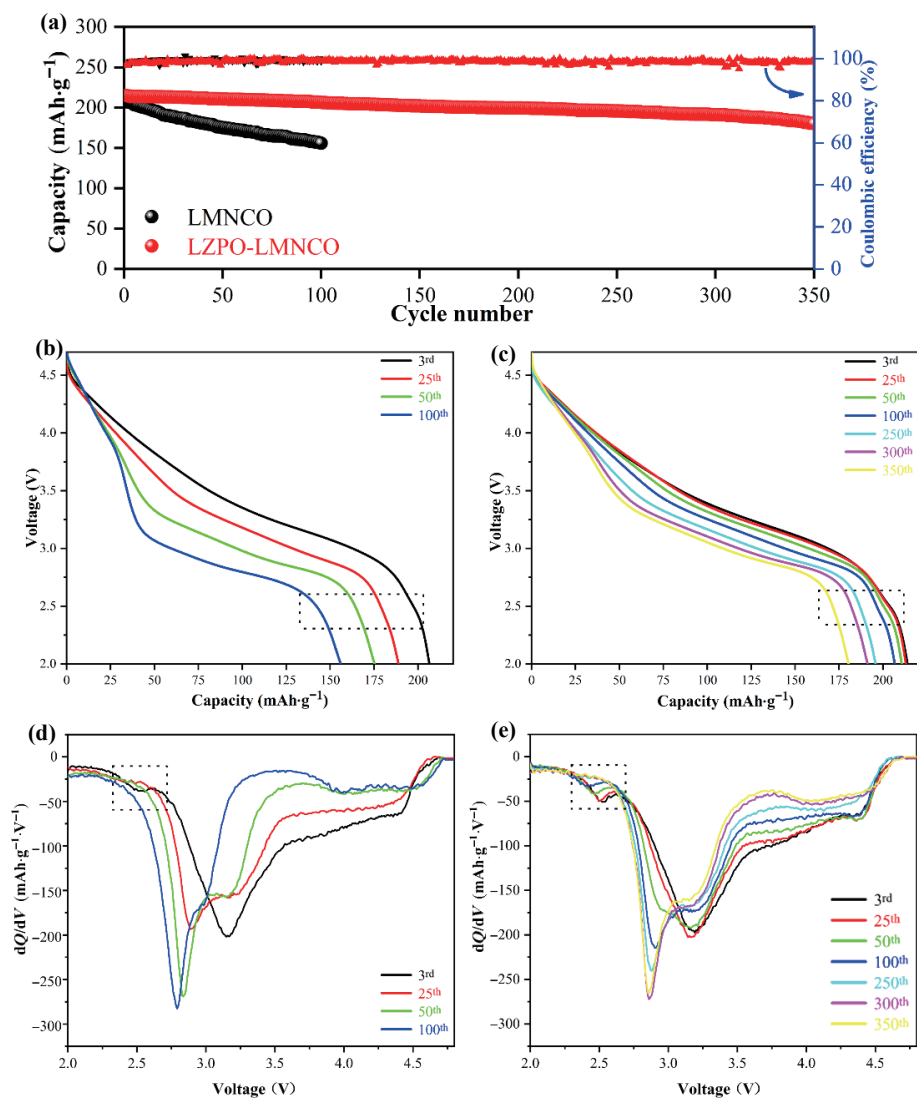 (a)
300
250
200
150
100
50
0
Capacity (mAh·g⁻¹)
LMNCO
LZPO-LMNCO
0 50 100 150 200 250 300 350
Cycle number
100
80
60
40
20
0
Coulombic efficiency (%)
(b)
4.5
4.0
3.5
3.0
2.5
2.0
Voltage (V)
3rd
25th
50th
100th
0 25 50 75 100 125 150 175 200
Capacity (mAh·g⁻¹)
(c)
4.5
4.0
3.5
3.0
2.5
2.0
Voltage (V)
3rd
25th
50th
100th
250th
300th
350th
0 25 50 75 100 125 150 175 200
Capacity (mAh·g⁻¹)
(d)
0
−50
−100
−150
−200
−250
−300
dQ/dV (mAh·g⁻¹·V⁻¹)
3rd
25th
50th
100th
2.0 2.5 3.0 3.5 4.0 4.5
Voltage (V)
(e)
0
−50
−100
−150
−200
−250
−300
dQ/dV (mAh·g⁻¹·V⁻¹)
3rd
25th
50th
100th
250th
300th
350th
2.0 2.5 3.0 3.5 4.0 4.5
Voltage (V)